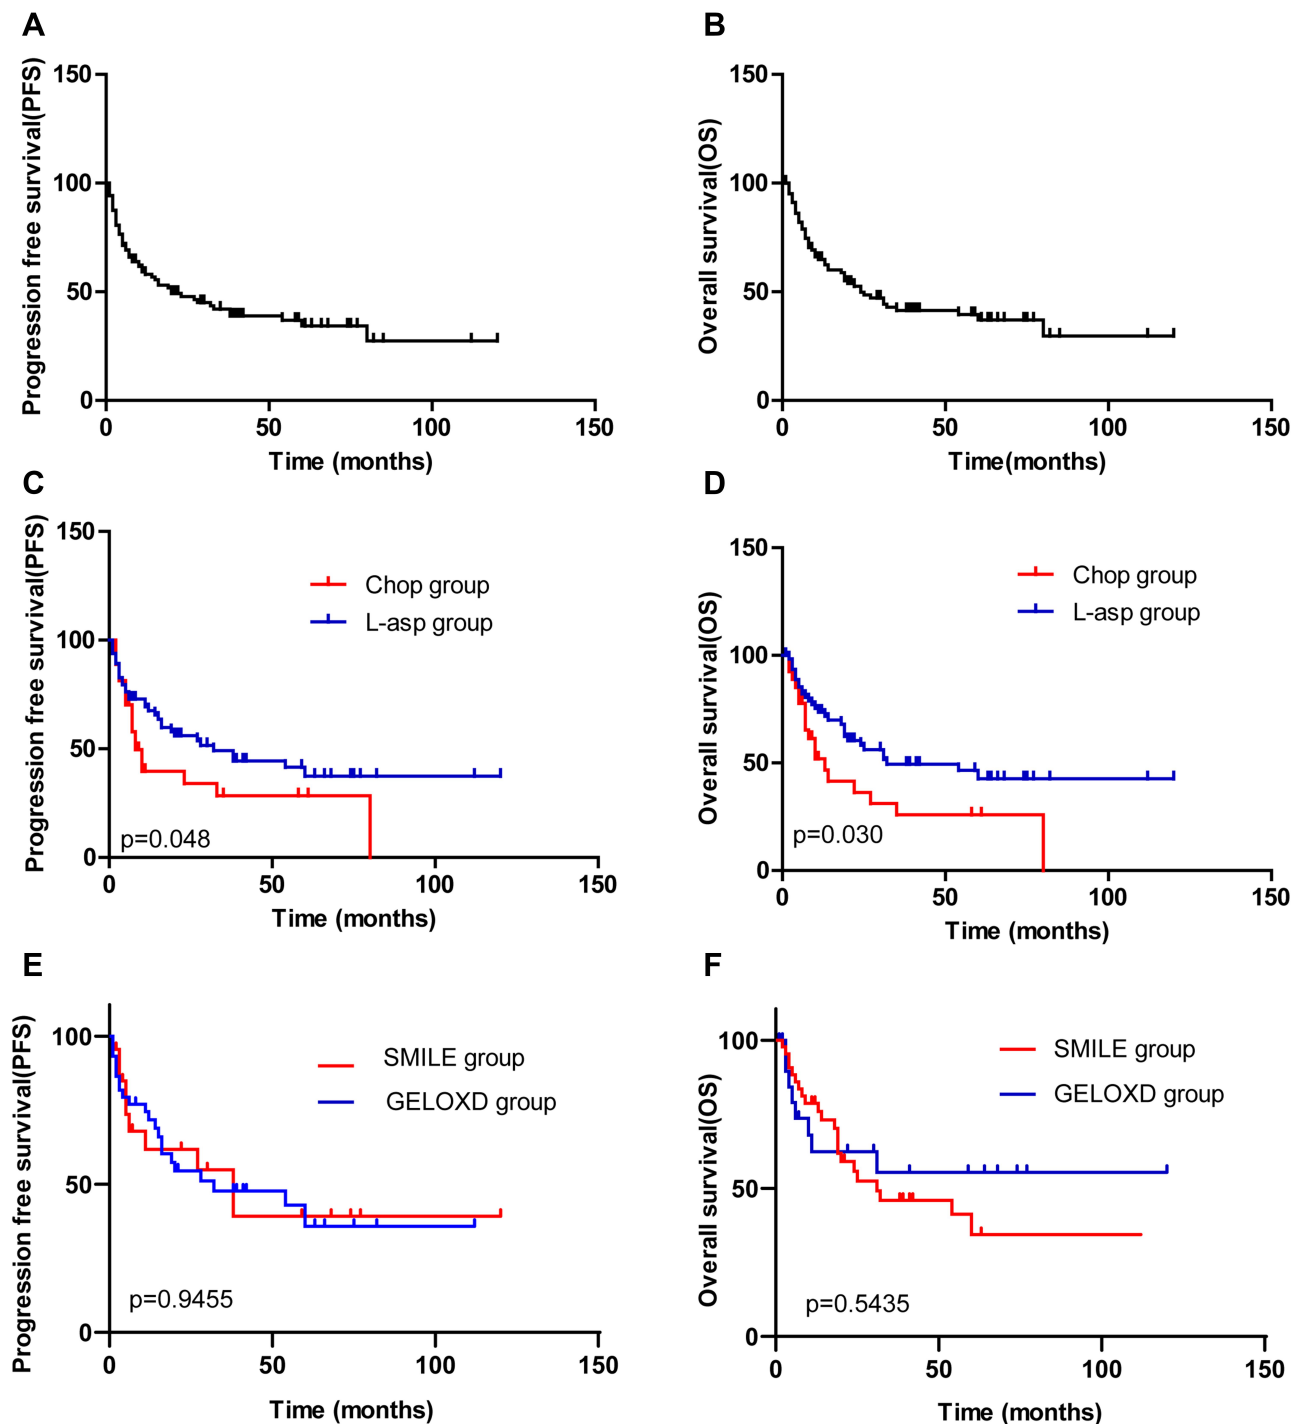 A
Progression free survival(PFS)
150
100
50
0
0 50 100 150
Time (months)
B
Overall survival(OS)
150
100
50
0
0 50 100 150
Time(months)
C
Progression free survival(PFS)
150
100
50
0
Chop group
L-asp group
p=0.048
0 50 100 150
Time (months)
D
Overall survival(OS)
150
100
50
0
Chop group
L-asp group
p=0.030
0 50 100 150
Time (months)
E
Progression free survival(PFS)
100
50
0
SMILE group
GELOXD group
p=0.9455
0 50 100 150
Time (months)
F
Overall survival(OS)
100
50
0
SMILE group
GELOXD group
p=0.5435
0 50 100 150
Time (months)